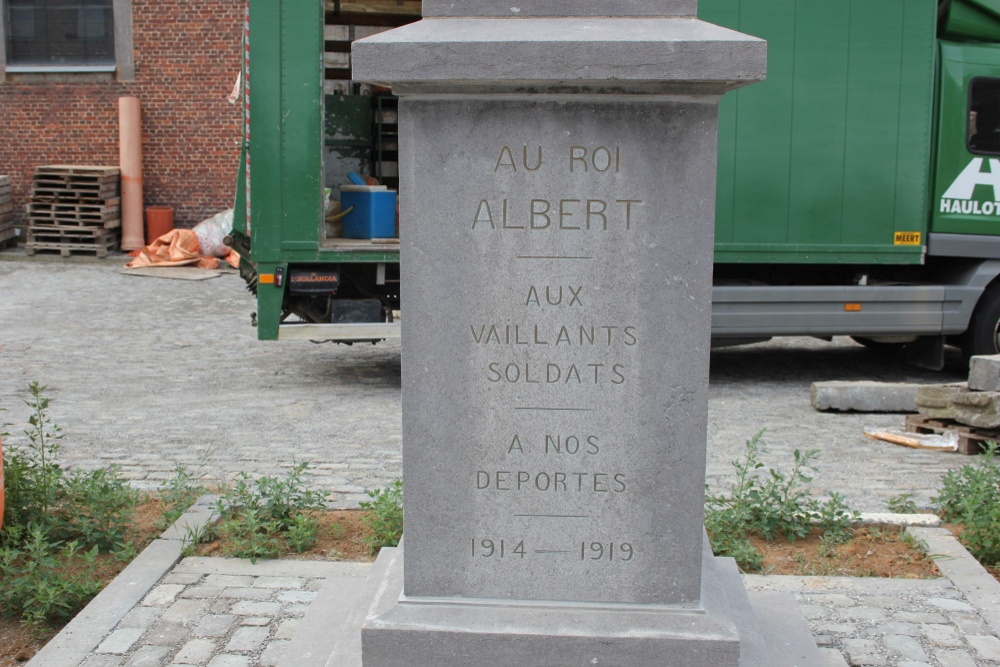 AU ROI
ALBERT
AUX
VAILLANTS
SOLDATS
A NOS
DEPORTES
1914 — 1919
HAULOT
MEERT